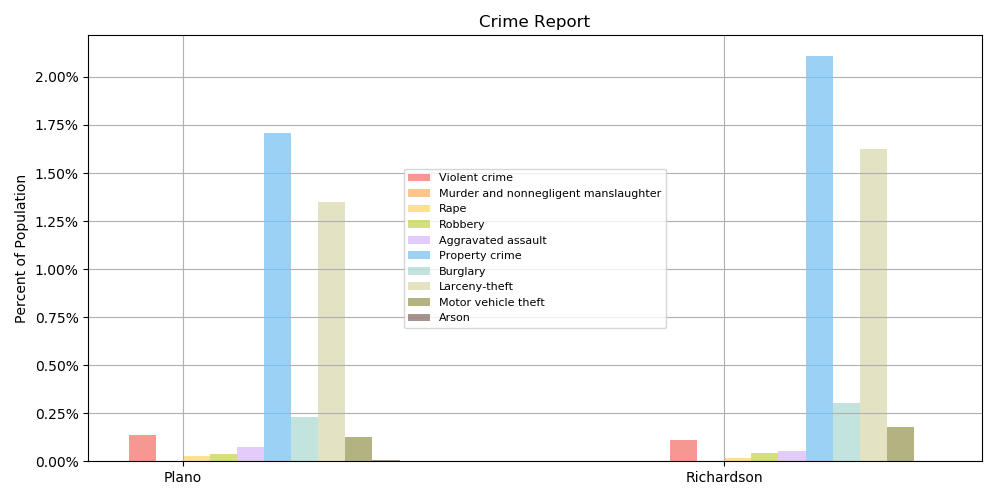 Crime Report
Percent of Population
2.00%
1.75%
1.50%
1.25%
1.00%
0.75%
0.50%
0.25%
0.00%
Violent crime
Murder and nonnegligent manslaughter
Rape
Robbery
Aggravated assault
Property crime
Burglary
Larceny-theft
Motor vehicle theft
Arson
Plano
Richardson